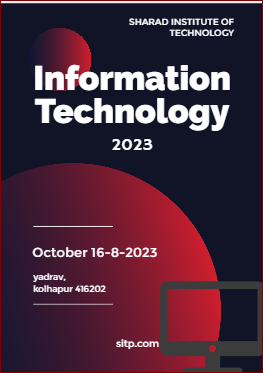 SHARAD INSTITUTE OF
TECHNOLOGY
Information
Technology
2023
October 16-8-2023
yadrav,
kolhapur 416202
sitp.com